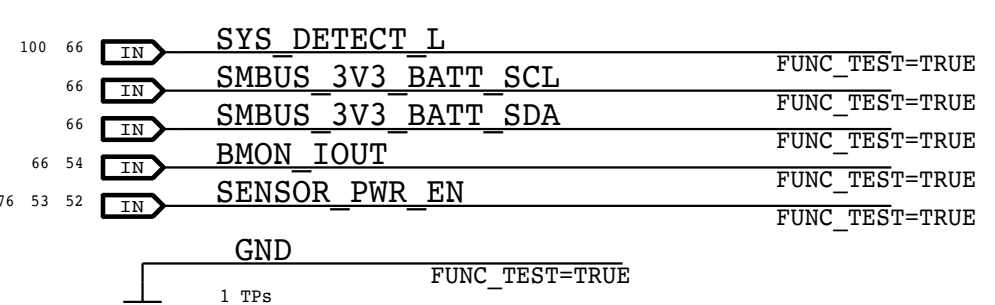 100 66 IN SYS_DETECT_L FUNC_TEST=TRUE
66 IN SMBUS_3V3_BATT_SCL FUNC_TEST=TRUE
66 IN SMBUS_3V3_BATT_SDA FUNC_TEST=TRUE
66 54 IN BMON_IOUT FUNC_TEST=TRUE
76 53 52 IN SENSOR_PWR_EN FUNC_TEST=TRUE
GND FUNC_TEST=TRUE
1 TPs